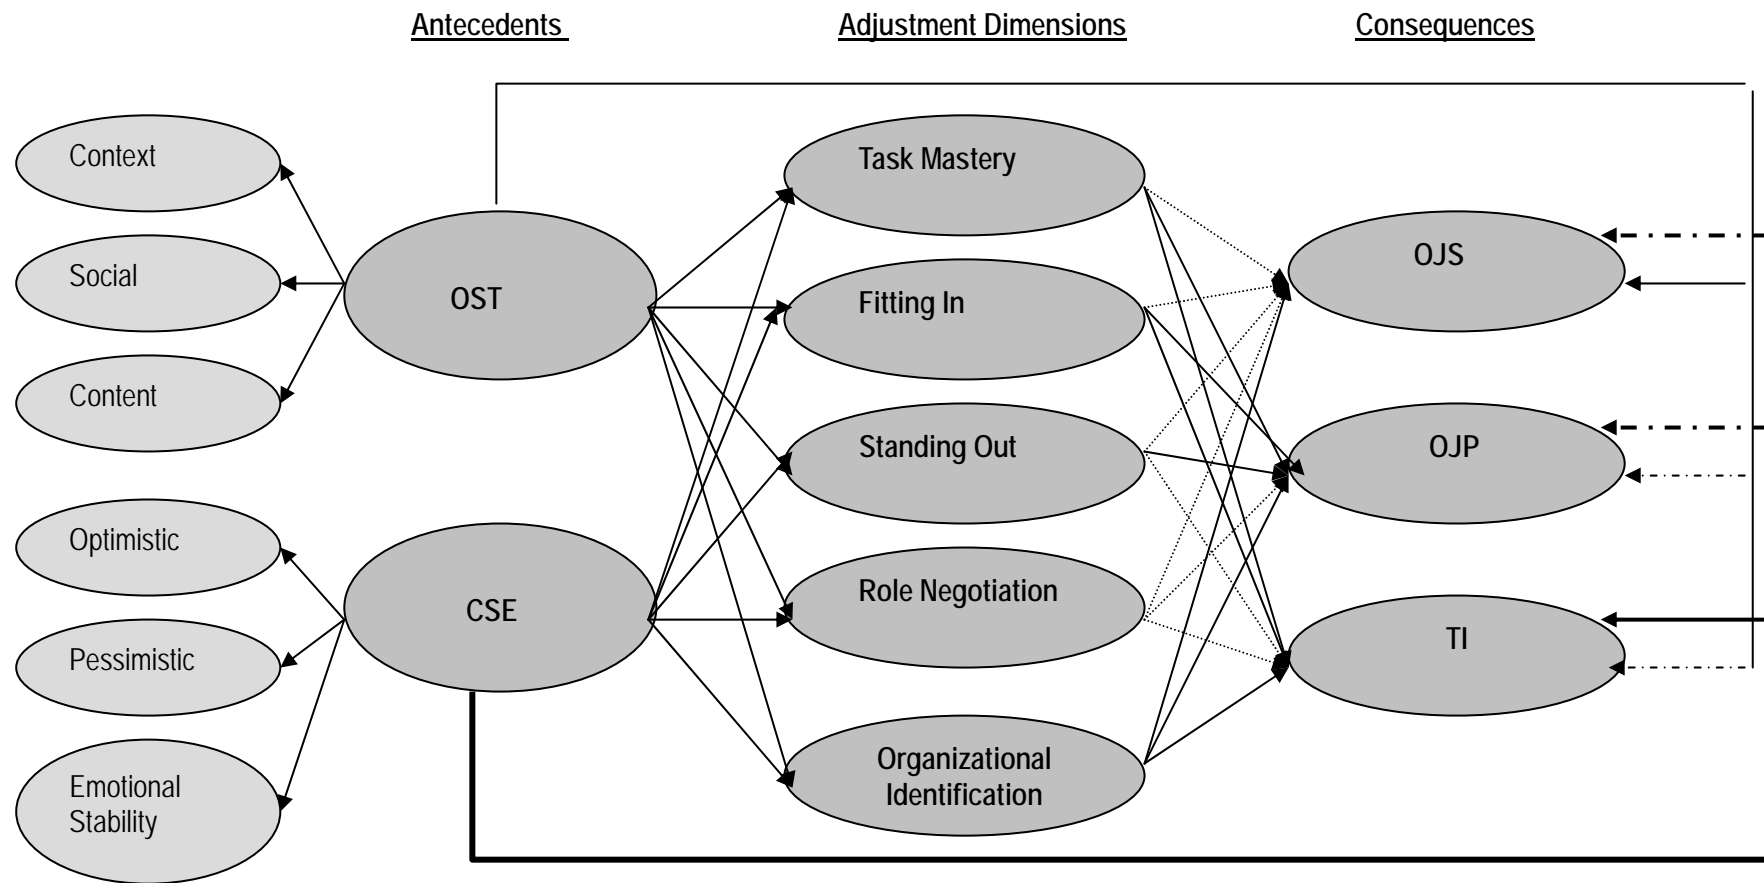 Antecedents
Adjustment Dimensions
Consequences
Context
Social
Content
Optimistic
Pessimistic
Emotional
Stability
OST
CSE
Task Mastery
Fitting In
Standing Out
Role Negotiation
Organizational
Identification
OJS
OJP
TI